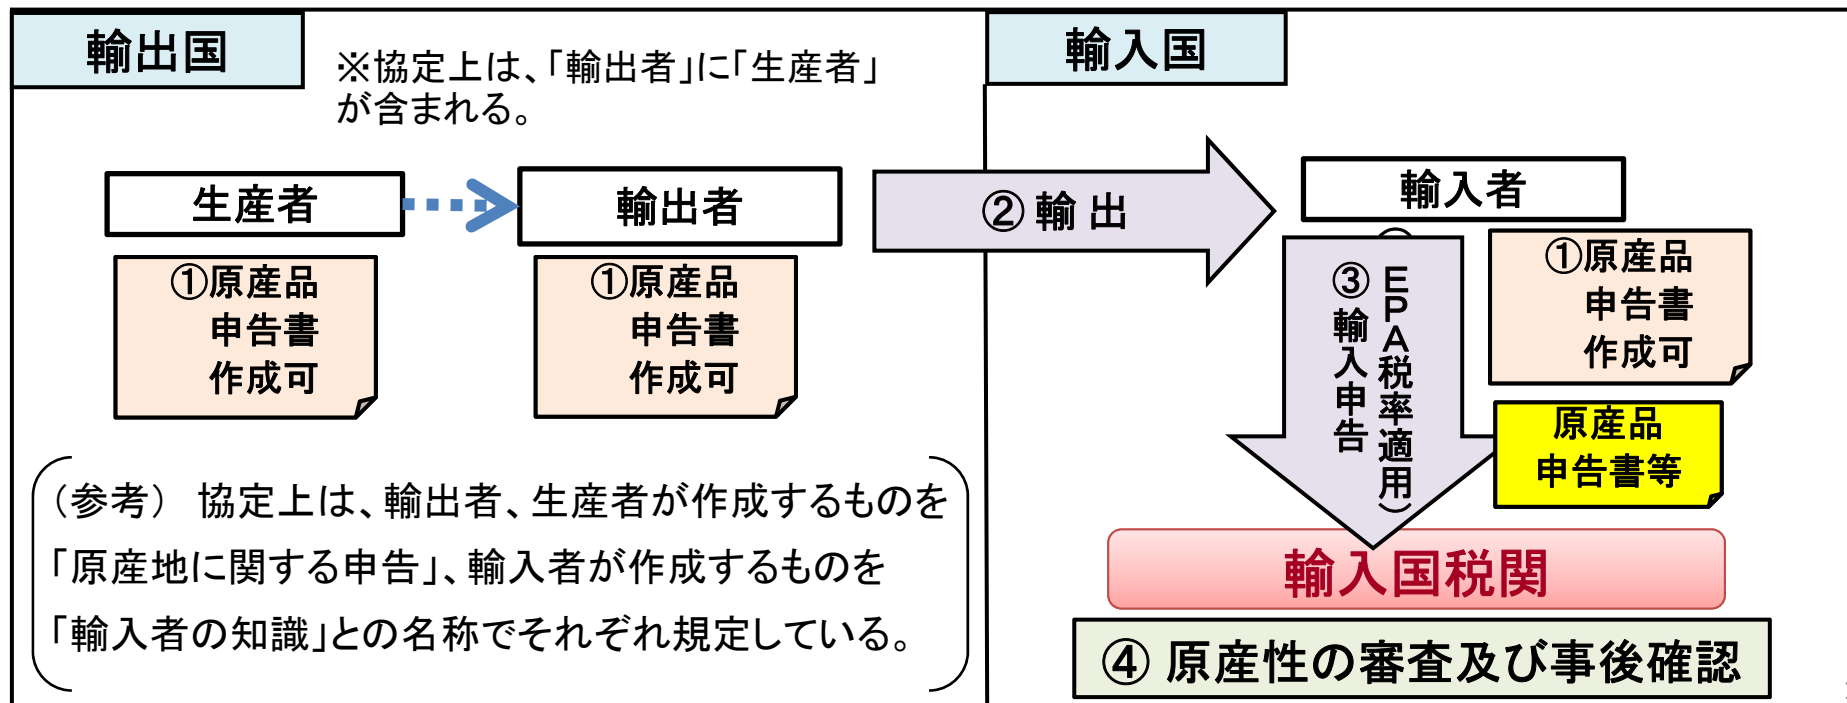 輸出国
※協定上は、「輸出者」に「生産者」
が含まれる。
生産者
輸出者
①原産品
申告書
作成可
①原産品
申告書
作成可
(参考) 協定上は、輸出者、生産者が作成するものを
「原産地に関する申告」、輸入者が作成するものを
「輸入者の知識」との名称でそれぞれ規定している。
② 輸 出
輸入国
輸入者
③輸入申告
(EPA税率適用)
①原産品
申告書
作成可
原産品
申告書等
輸入国税関
④ 原産性の審査及び事後確認